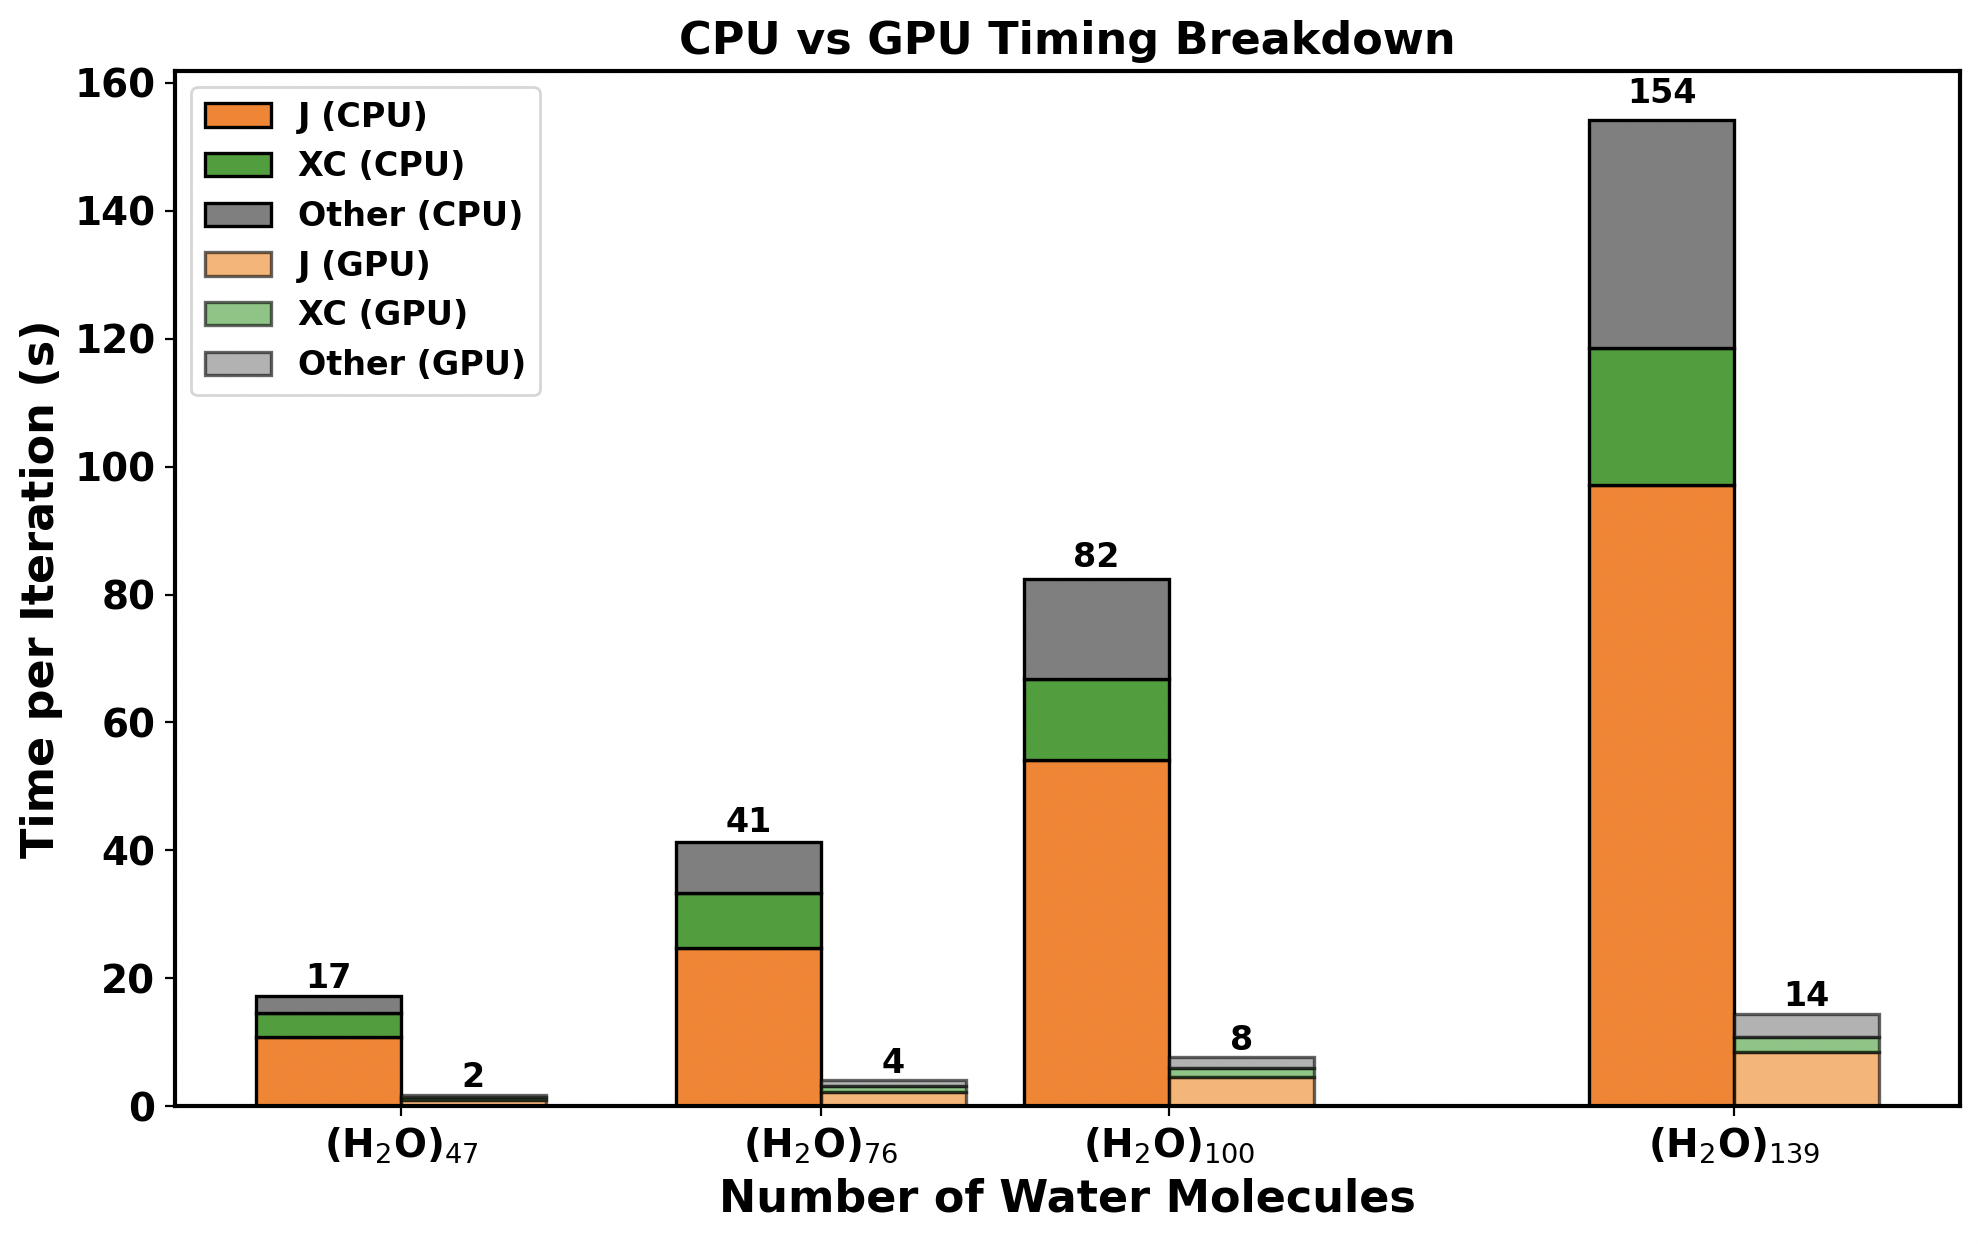 CPU vs GPU Timing Breakdown
Time per Iteration (s)
160
140
120
100
80
60
40
20
0
J (CPU)
XC (CPU)
Other (CPU)
J (GPU)
XC (GPU)
Other (GPU)
17
2
41
4
82
8
154
14
(H₂O)₄₇
(H₂O)₇₆
(H₂O)₁₀₀
(H₂O)₁₃₉
Number of Water Molecules